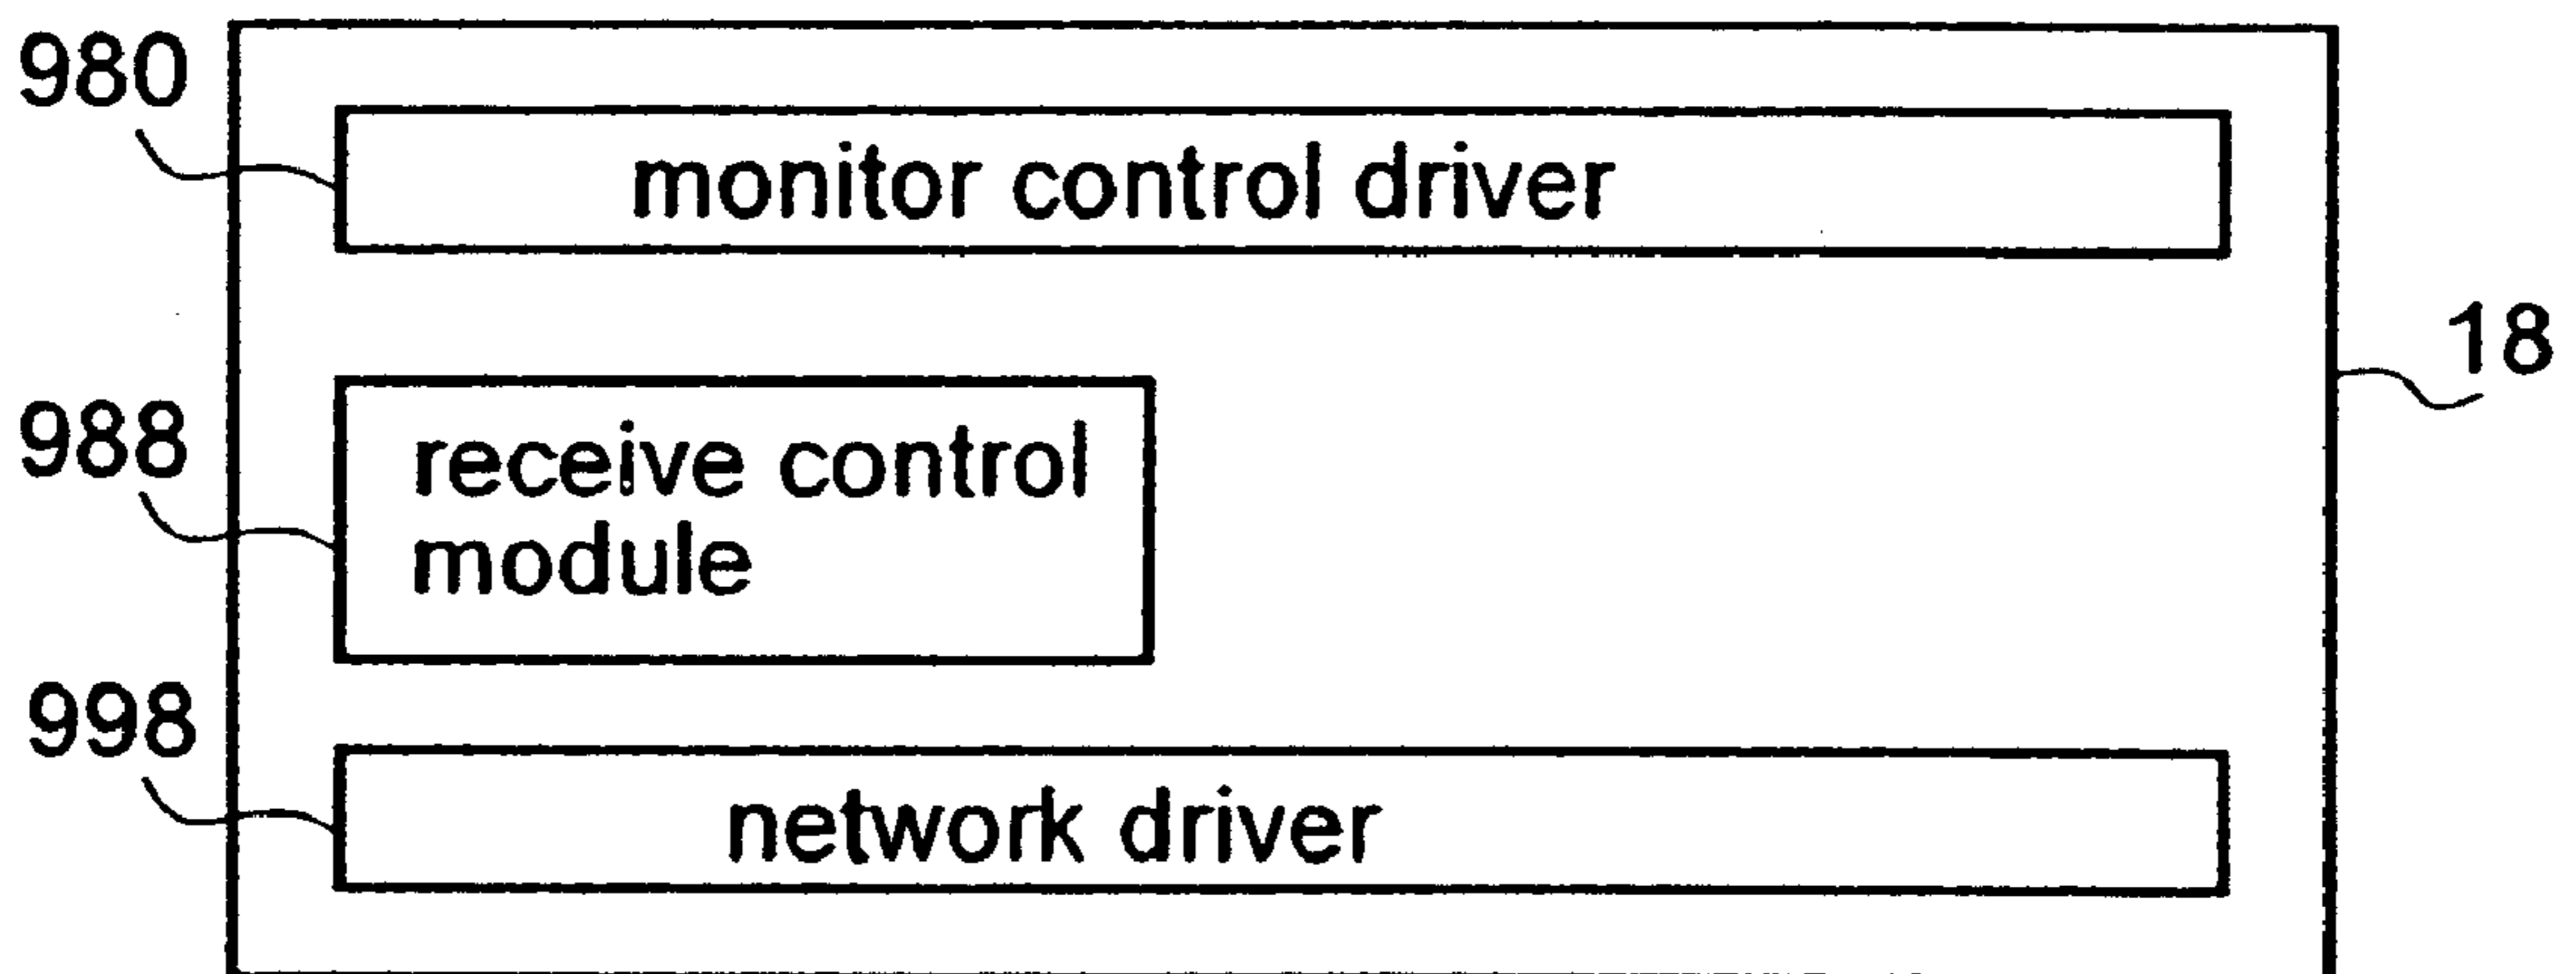 980
monitor control driver
18
988
receive control
module
998
network driver